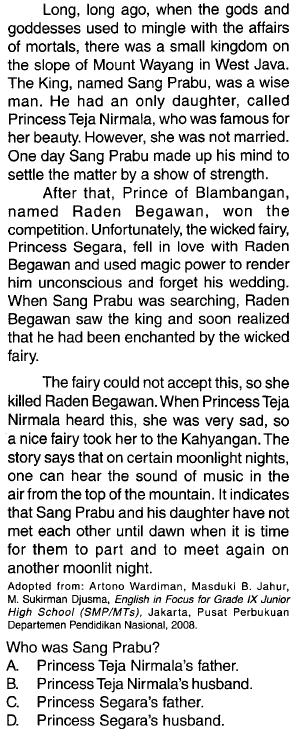 Long, long ago, when the gods and
goddesses used to mingle with the affairs
of mortals, there was a small kingdom on
the slope of Mount Wayang in West Java.
The King, named Sang Prabu, was a wise
man. He had an only daughter, called
Princess Teja Nirmala, who was famous for
her beauty. However, she was not married.
One day Sang Prabu made up his mind to
settle the matter by a show of strength.
After that, Prince of Blambangan,
named Raden Begawan, won the
competition. Unfortunately, the wicked fairy,
Princess Segara, fell in love with Raden
Begawan and used magic power to render
him unconscious and forget his wedding.
When Sang Prabu was searching, Raden
Begawan saw the king and soon realized
that he had been enchanted by the wicked
fairy.
The fairy could not accept this, so she
killed Raden Begawan. When Princess Teja
Nirmala heard this, she was very sad, so
a nice fairy took her to the Kahyangan. The
story says that on certain moonlight nights,
one can hear the sound of music in the
air from the top of the mountain. It indicates
that Sang Prabu and his daughter have not
met each other until dawn when it is time
for them to part and to meet again on
another moonlit night.
Adopted from: Artono Wardiman, Masduki B. Jahur,
M. Sukirman Djusma, English in Focus for Grade IX Junior
High School (SMP/MTs), Jakarta, Pusat Perbukuan
Departemen Pendidikan Nasional, 2008.
Who was Sang Prabu?
A. Princess Teja Nirmala's father.
B. Princess Teja Nirmala's husband.
C. Princess Segara's father.
D. Princess Segara's husband.